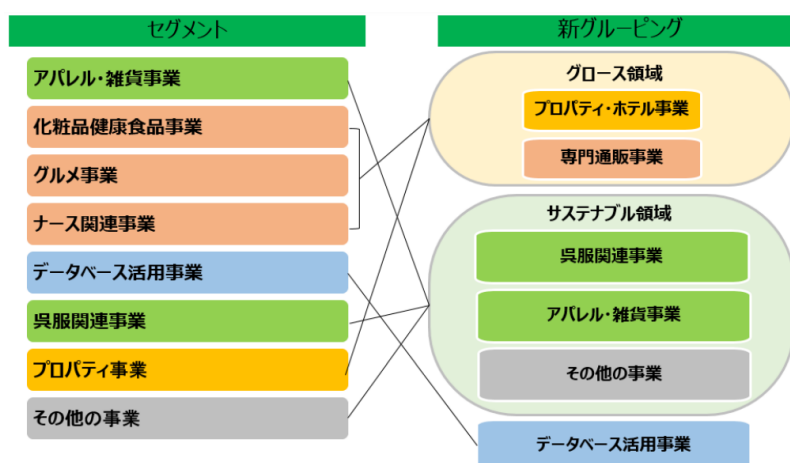 セグメント
アパレル・雑貨事業
化粧品健康食品事業
グルメ事業
ナース関連事業
データベース活用事業
呉服関連事業
プロパティ事業
その他の事業
新グルーピング
グロース領域
プロパティ・ホテル事業
専門通販事業
サステナブル領域
呉服関連事業
アパレル・雑貨事業
その他の事業
データベース活用事業